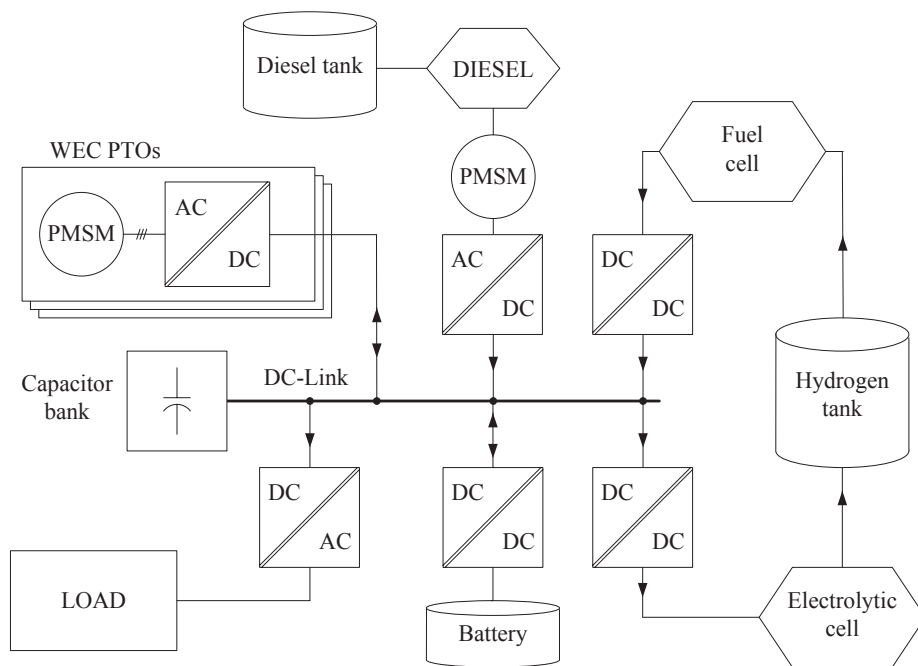 Diesel tank
DIESEL
WEC PTOs
Fuel
cell
PMSM
PMSM
AC
DC
AC
DC
DC
DC
Capacitor
bank
DC-Link
Hydrogen
tank
DC
AC
DC
DC
DC
DC
LOAD
Battery
Electrolytic
cell